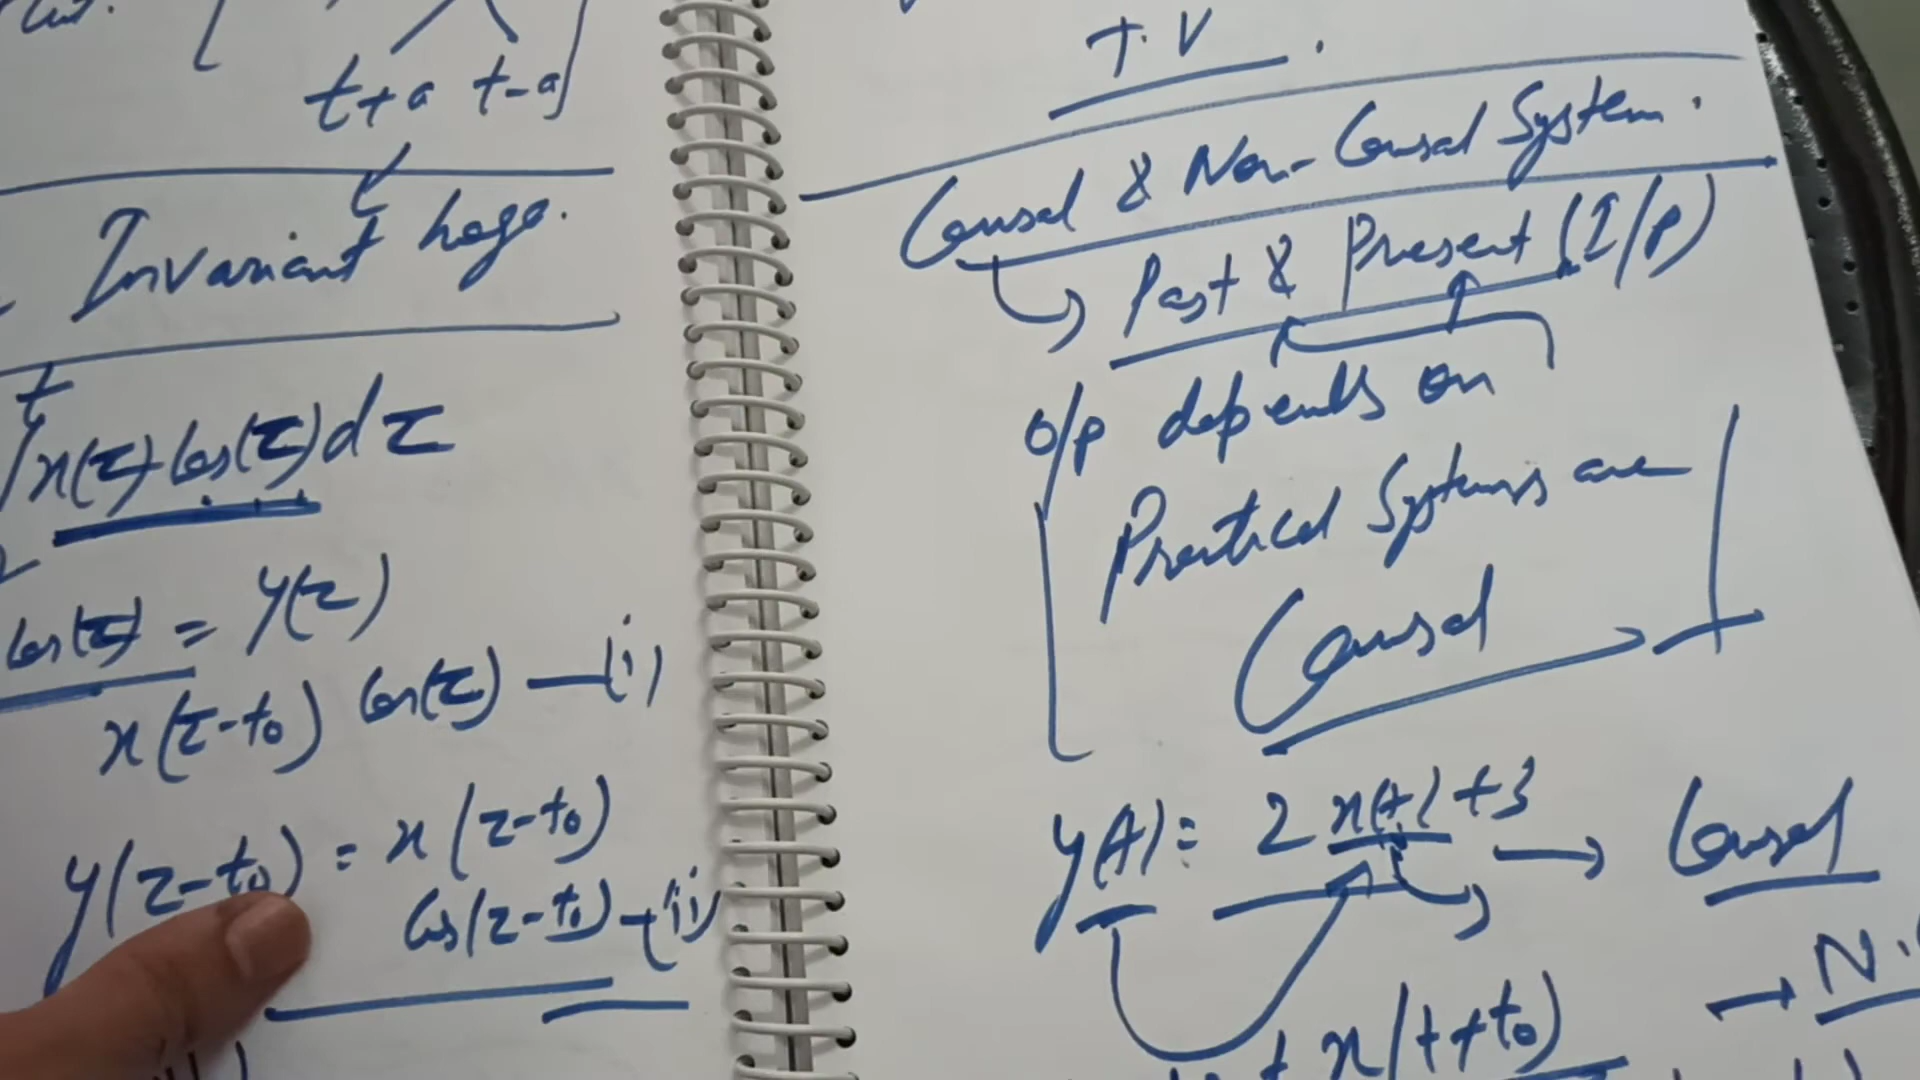 t+a t-a
Invariant hoga.
t
∫x(τ) cos(τ)dτ
cos(τ) = y(τ)
x(τ-t0) cos(τ) —(i)
y(τ-t0) = x(τ-t0)
cos(τ-t0) —(ii)
T.V.
Causal & Non-Causal System.
Past & Present (I/P)
O/P depends on
Practical Systems are
Causal
y(t) = 2x(t)+3 → Causal
+ x(t+t0) → N.